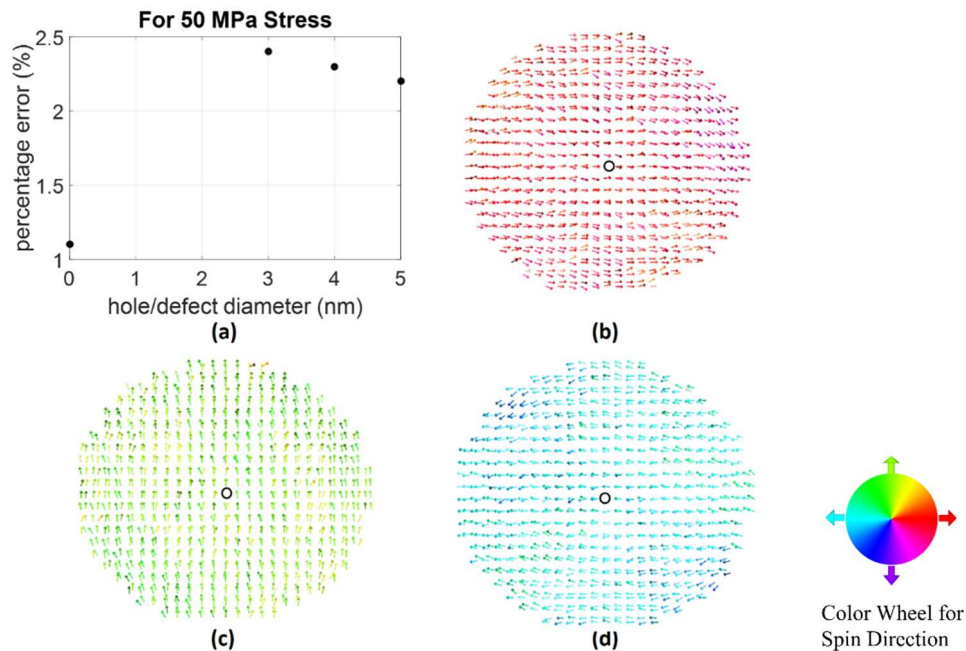 For 50 MPa Stress
percentage error (%)
2.5
2
1.5
1
0
1
2
3
4
5
hole/defect diameter (nm)
(a)
(b)
(c)
(d)
Color Wheel for
Spin Direction